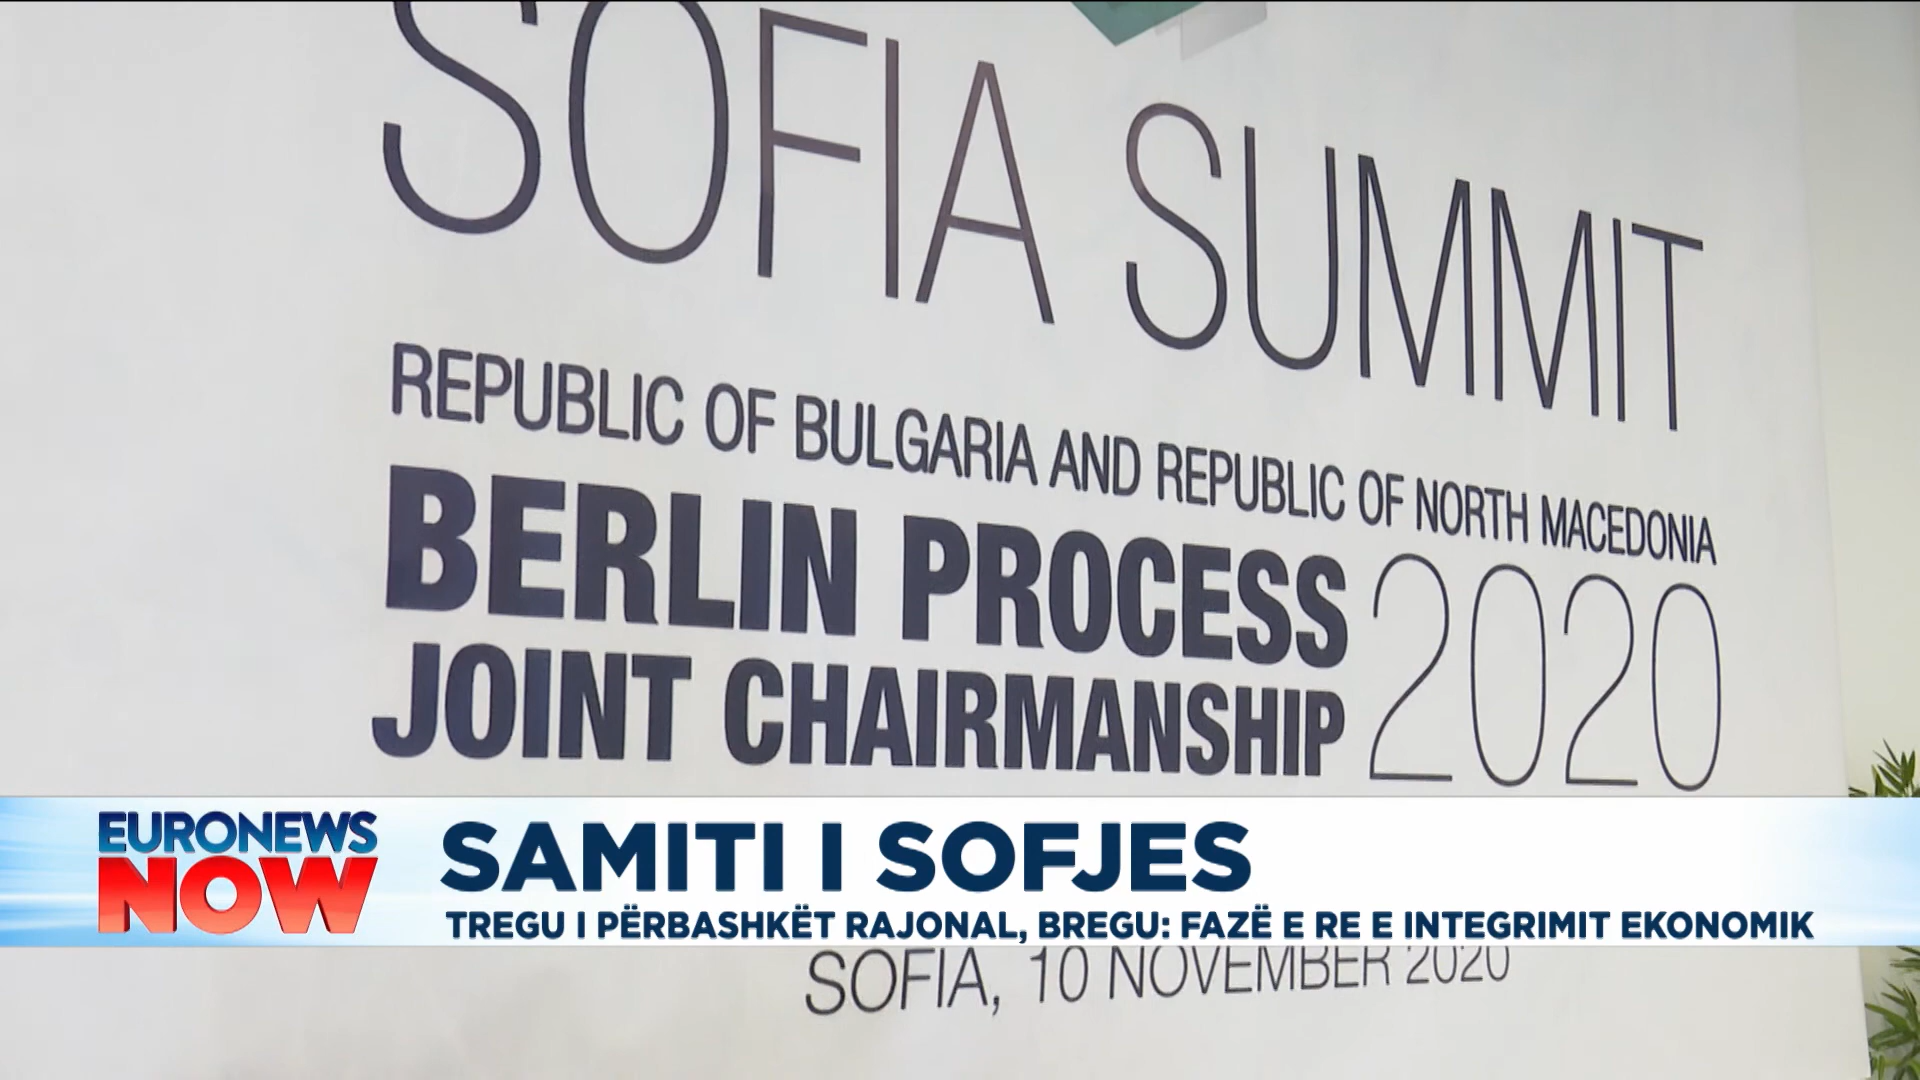 SOFIA SUMMIT
REPUBLIC OF BULGARIA AND REPUBLIC OF NORTH MACEDONIA
BERLIN PROCESS 2020
JOINT CHAIRMANSHIP
EURONEWS
NOW
SAMITI I SOFJES
TREGU I PËRBASHKËT RAJONAL, BREGU: FAZË E RE E INTEGRIMIT EKONOMIK
SOFIA, 10 NOVEMBER 2020